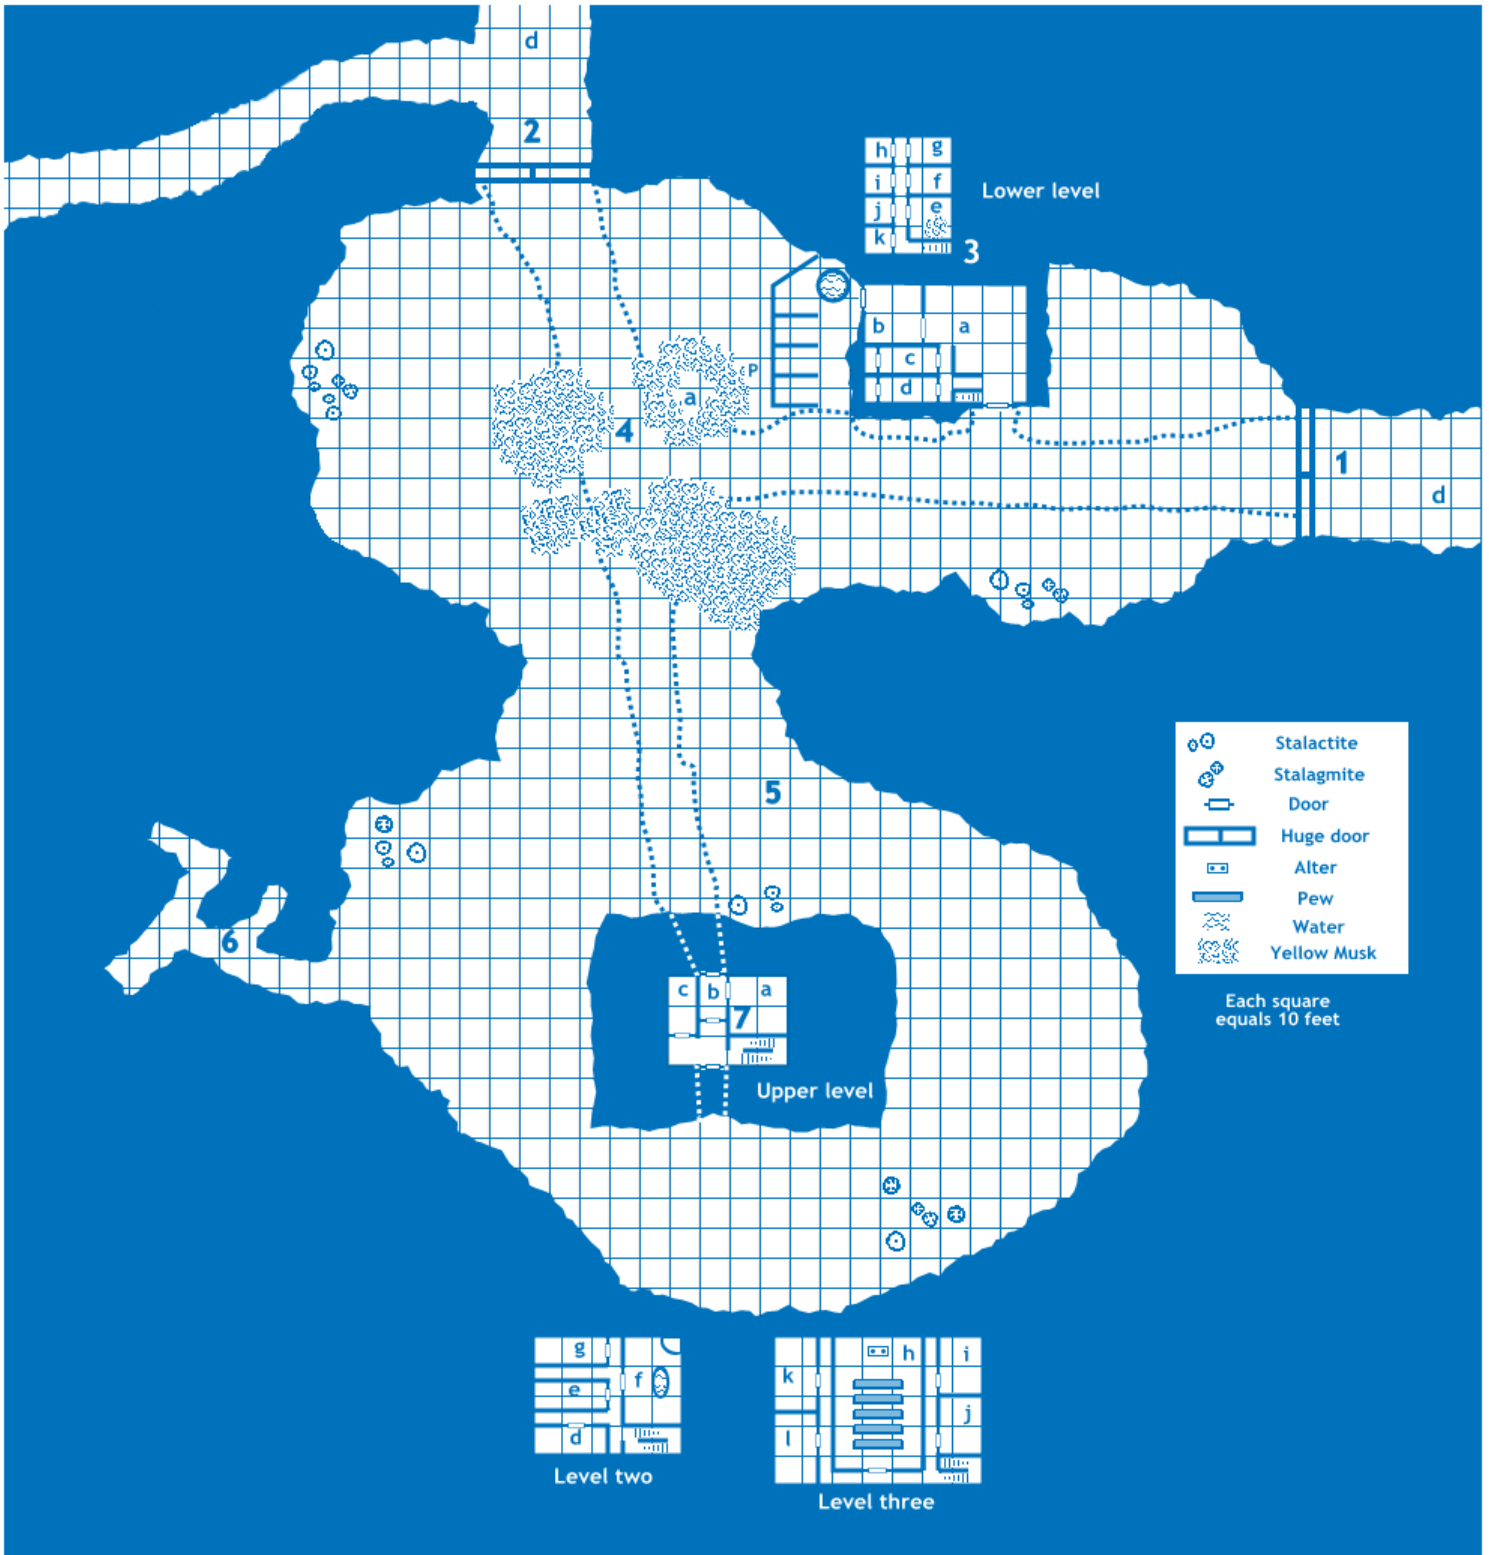 d
2
h g
i f
Lower level
j e
k
3
b a
c
P
a
d
4
1
d
5
Stalactite
Stalagmite
Door
Huge door
Alter
Pew
Water
Yellow Musk
6
c b a
7
Each square
equals 10 feet
Upper level
g
e f
d
Level two
h i
k
j
l
Level three